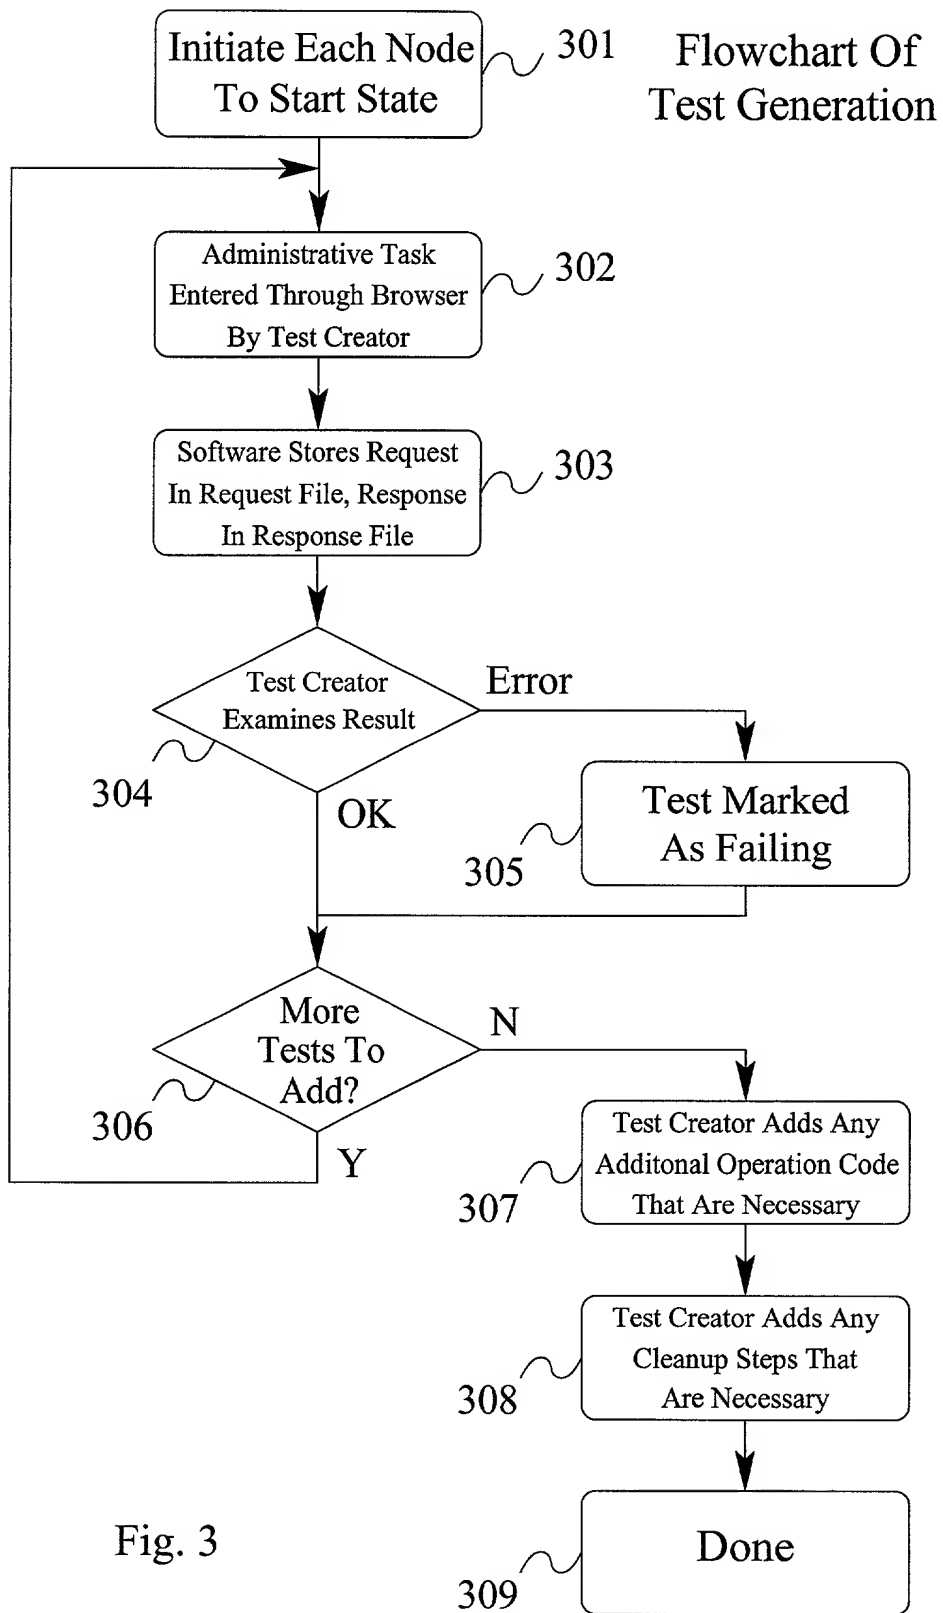 Initiate Each Node
To Start State
301
Flowchart Of
Test Generation
Administrative Task
Entered Through Browser
By Test Creator
302
Software Stores Request
In Request File, Response
In Response File
303
Test Creator
Examines Result
304
Error
OK
Test Marked
As Failing
305
More
Tests To
Add?
306
N
Y
Test Creator Adds Any
Additonal Operation Code
That Are Necessary
307
Test Creator Adds Any
Cleanup Steps That
Are Necessary
308
Done
309
Fig. 3